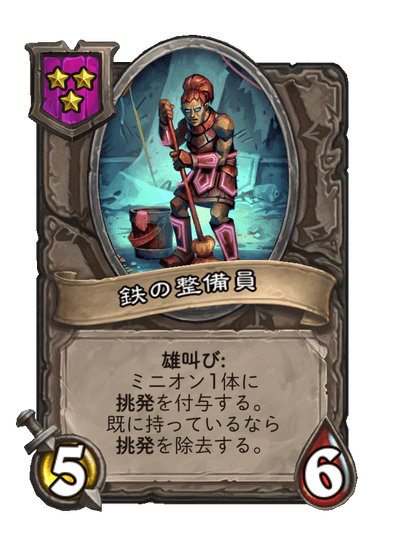 鉄の整備員
雄叫び:
ミニオン1体に
挑発を付与する。
既に持っているなら
挑発を除去する。
5
6